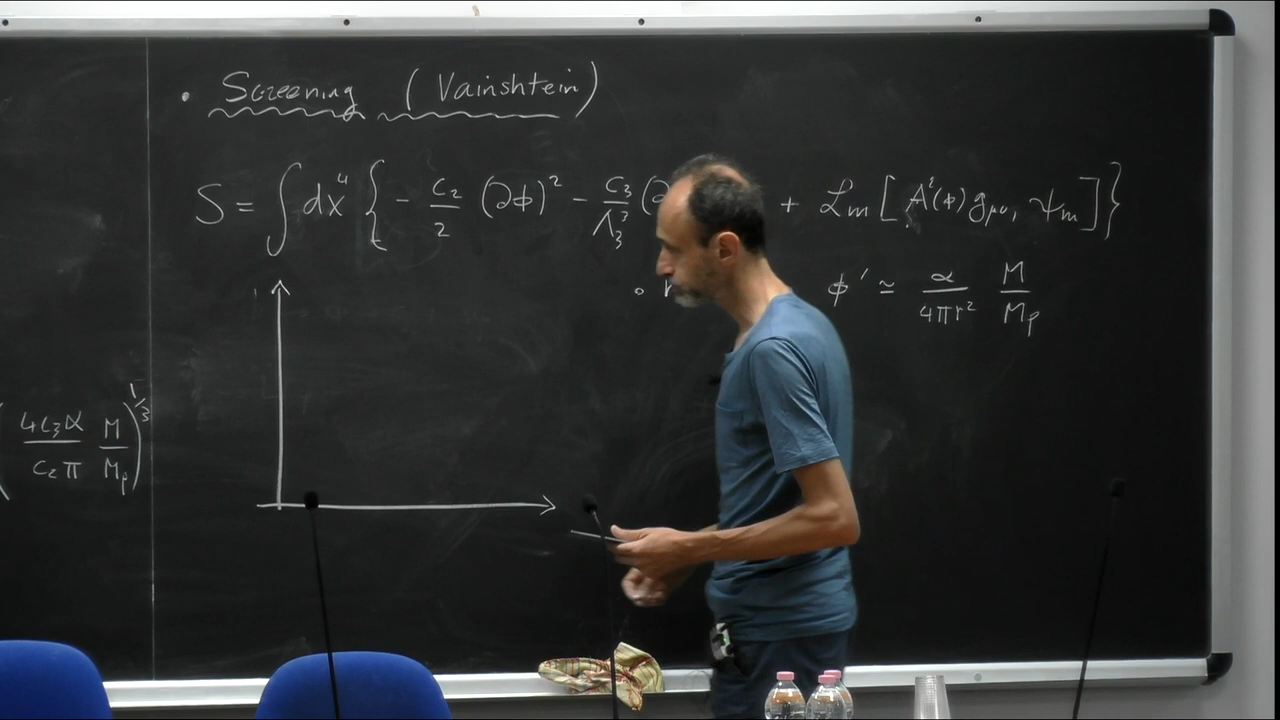 • Screening (Vainshtein)
S = ∫ dx⁴ { - c₂/2 (∂φ)² - c₃/Λ₃³ (∂ + ℒm [ A²(φ) gμν, ψm ] }
∘ r φ' ≃ α/4πr² M/Mp
( 4c₃α/c₂π M/Mp )^1/3